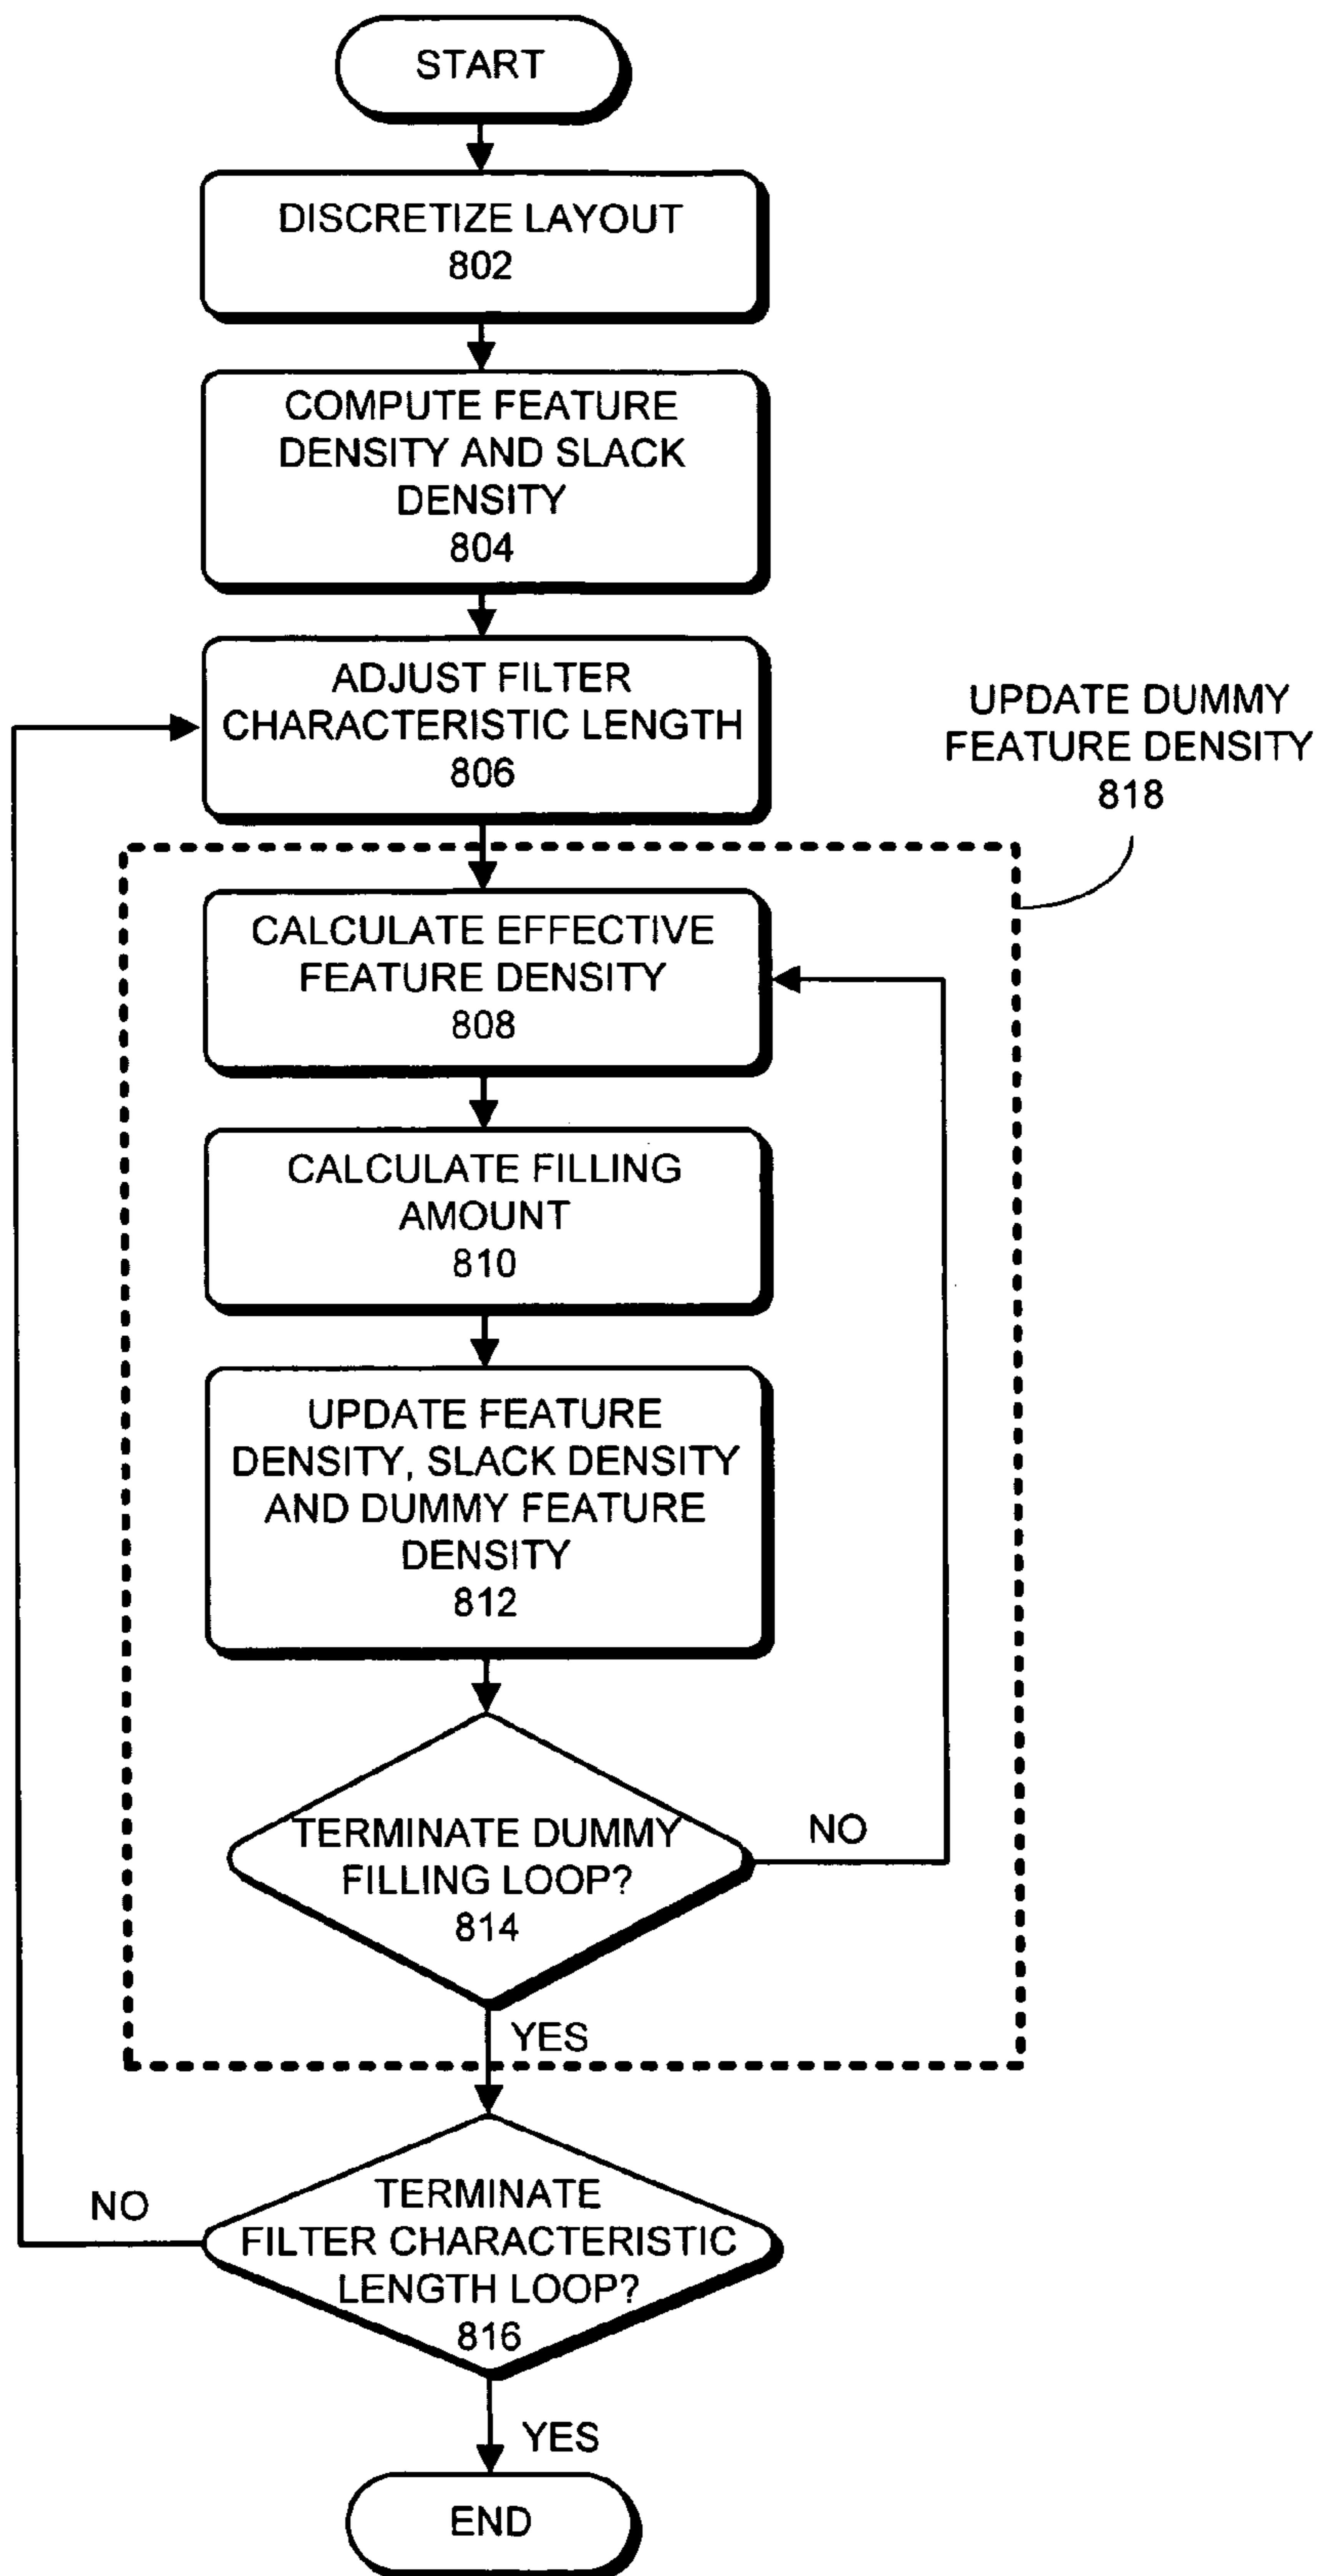 START
DISCRETIZE LAYOUT
802
COMPUTE FEATURE
DENSITY AND SLACK
DENSITY
804
ADJUST FILTER
CHARACTERISTIC LENGTH
806
UPDATE DUMMY
FEATURE DENSITY
818
CALCULATE EFFECTIVE
FEATURE DENSITY
808
CALCULATE FILLING
AMOUNT
810
UPDATE FEATURE
DENSITY, SLACK DENSITY
AND DUMMY FEATURE
DENSITY
812
TERMINATE DUMMY
FILLING LOOP?
814
NO
YES
TERMINATE
FILTER CHARACTERISTIC
LENGTH LOOP?
816
NO
YES
END